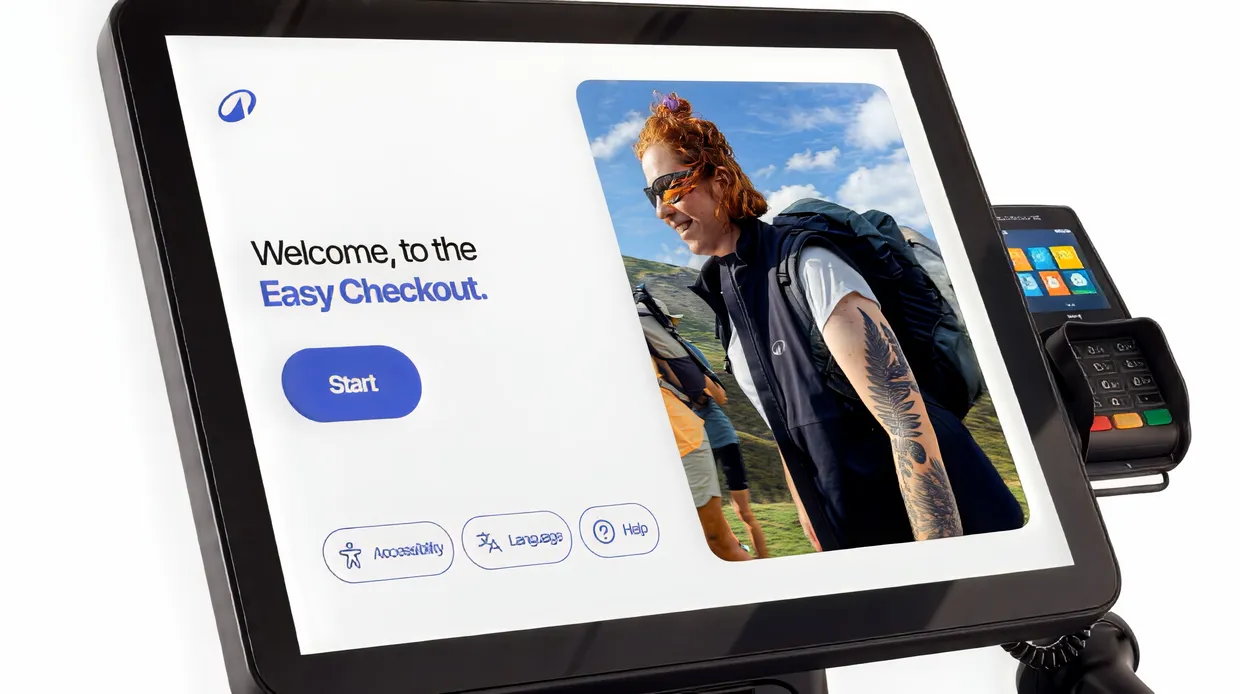 Welcome, to the
Easy Checkout.
Start
Accessibility
Language
Help